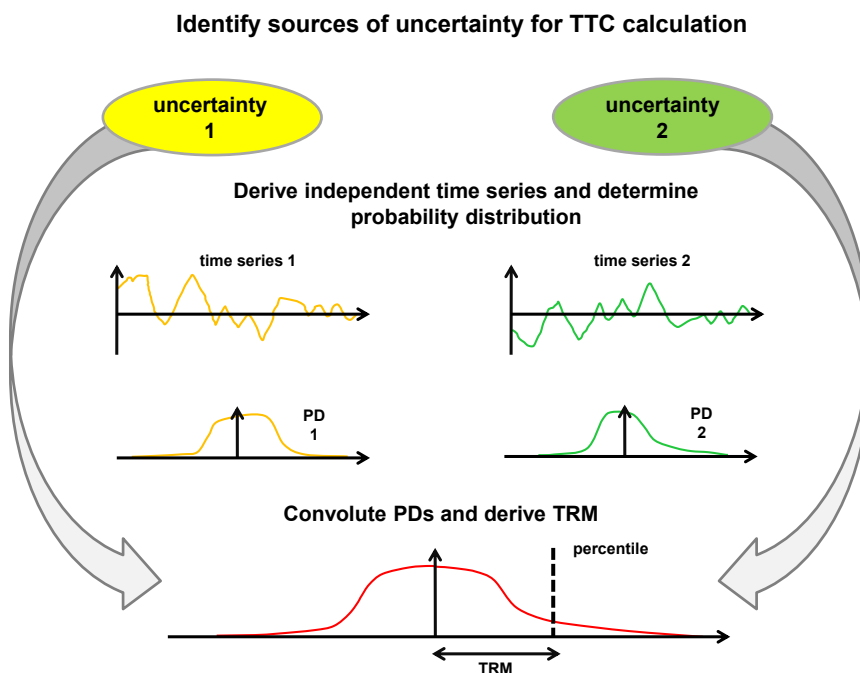 Identify sources of uncertainty for TTC calculation
uncertainty
1
uncertainty
2
Derive independent time series and determine
probability distribution
time series 1
time series 2
PD
1
PD
2
Convolute PDs and derive TRM
percentile
TRM